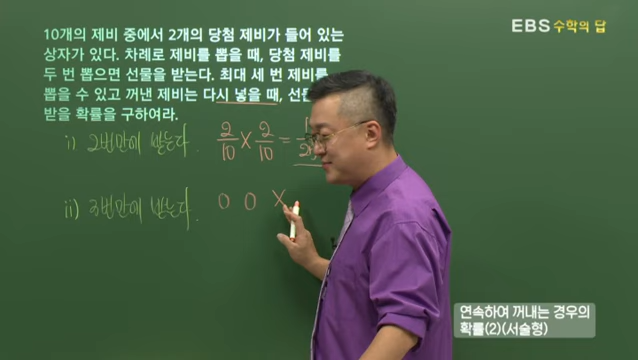 10개의 제비 중에서 2개의 당첨 제비가 들어 있는
상자가 있다. 차례로 제비를 뽑을 때, 당첨 제비를
두 번 뽑으면 선물을 받는다. 최대 세 번 제비를
뽑을 수 있고 꺼낸 제비는 다시 넣을 때,
받을 확률을 구하여라.
i) 2번만에 받는다. 2/10 × 2/10 =
ii) 3번만에 받는다. O O X
EBS 수학의 답
연속하여 꺼내는 경우의
확률(2)(서술형)